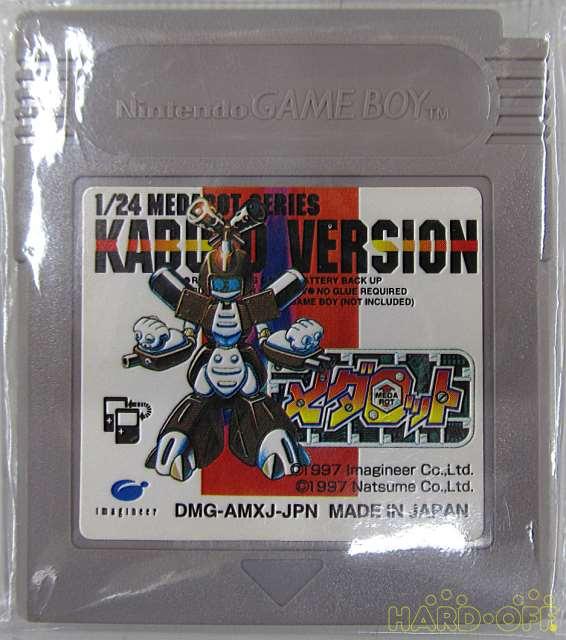 Nintendo GAME BOY TM
1/24 MEDAROT SERIES
KABUTO VERSION
BATTERY BACK UP
NO GLUE REQUIRED
GAME BOY (NOT INCLUDED)
メダロット
MEDA
ROT
©1997 Imagineer Co.,Ltd.
©1997 Natsume Co.,Ltd.
imagineer
DMG-AMXJ-JPN MADE IN JAPAN
HARD・OFF